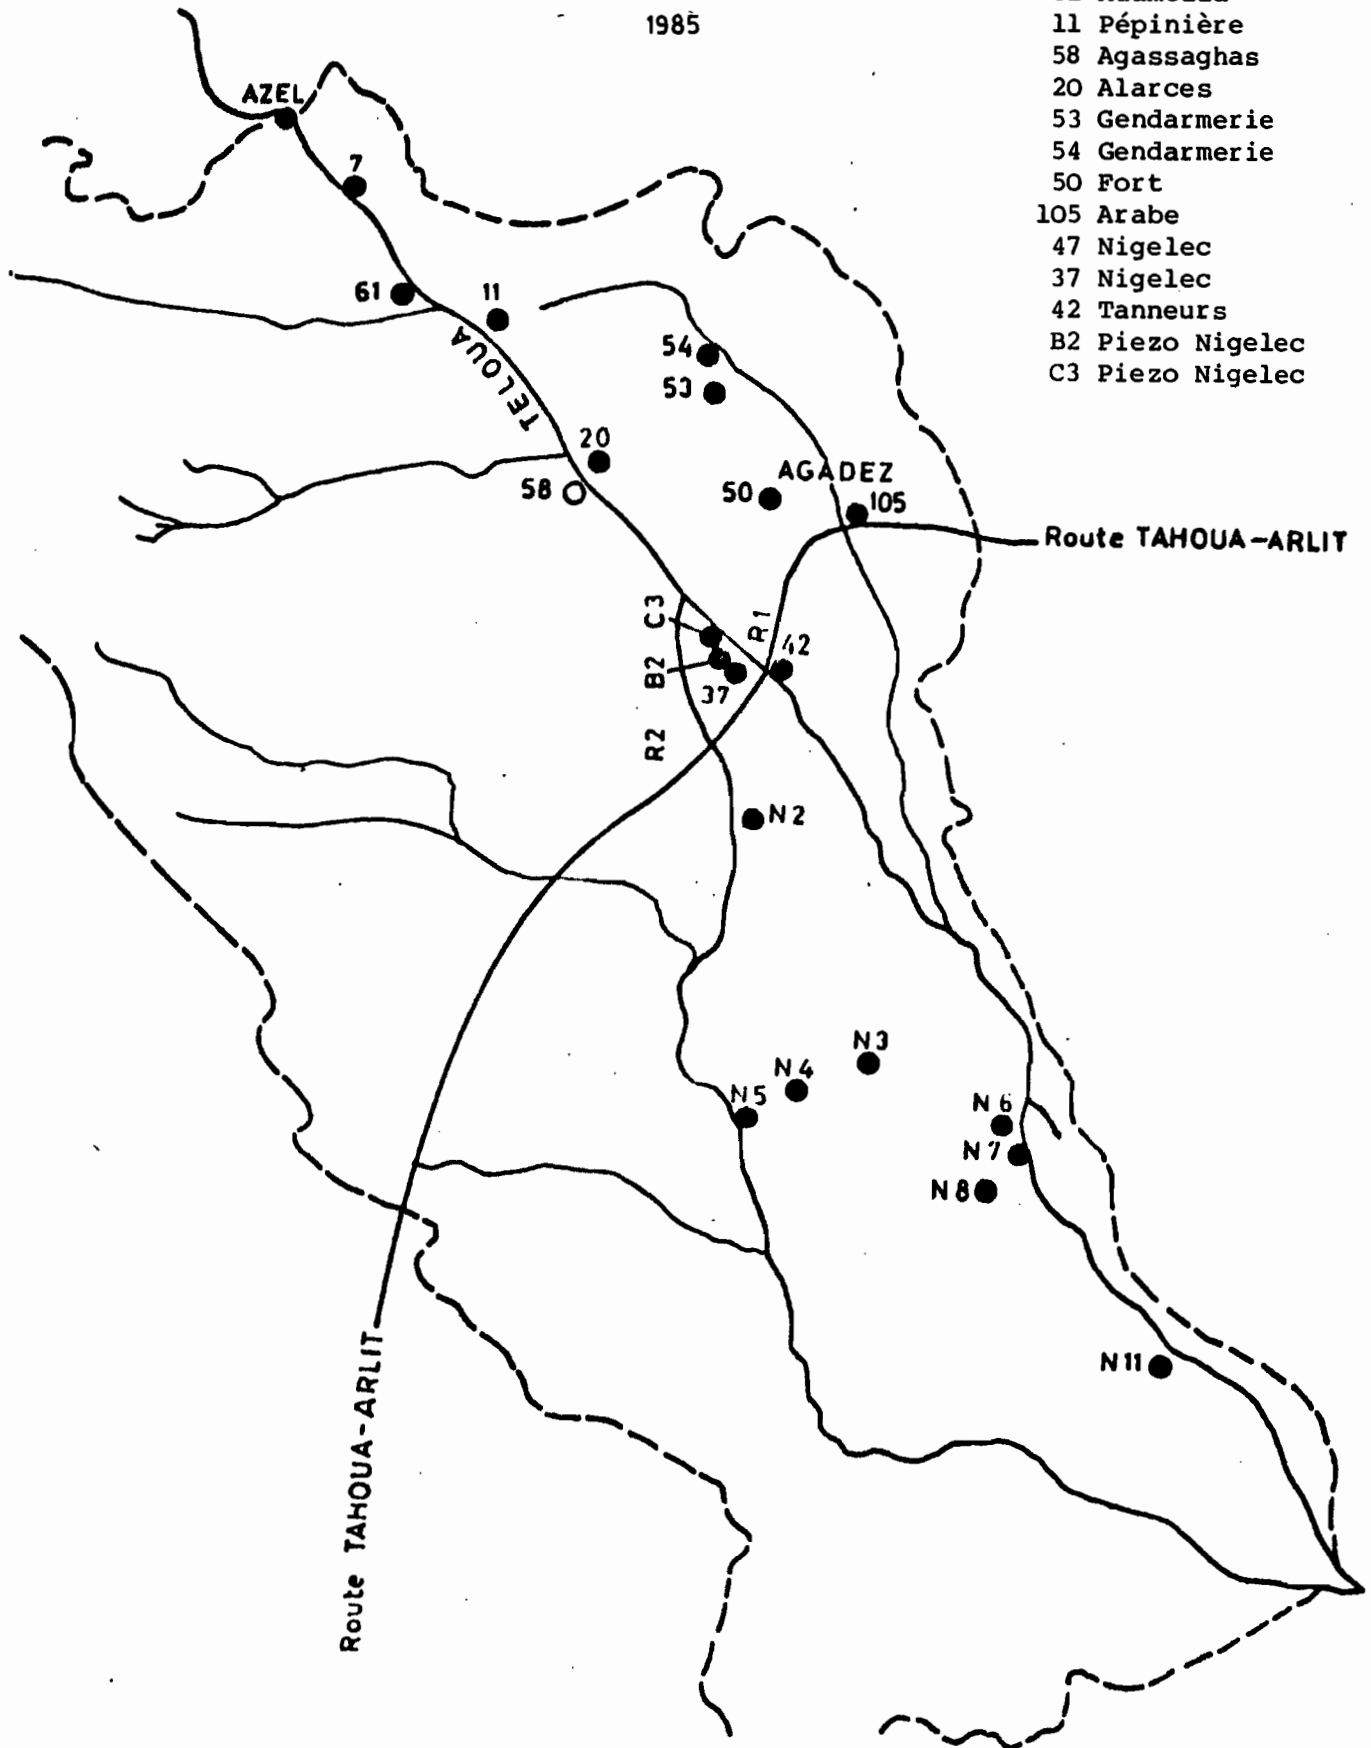 1985
11 Pépinière
58 Agassaghas
20 Alarces
53 Gendarmerie
54 Gendarmerie
50 Fort
105 Arabe
47 Nigelec
37 Nigelec
42 Tanneurs
B2 Piezo Nigelec
C3 Piezo Nigelec
AZEL
7
61
11
TELOUA
54
53
20
58
AGADEZ
50
105
Route TAHOUA-ARLIT
C3
R1
42
B2
37
R2
N2
N3
N4
N5
N6
N7
N8
N11
Route TAHOUA-ARLIT